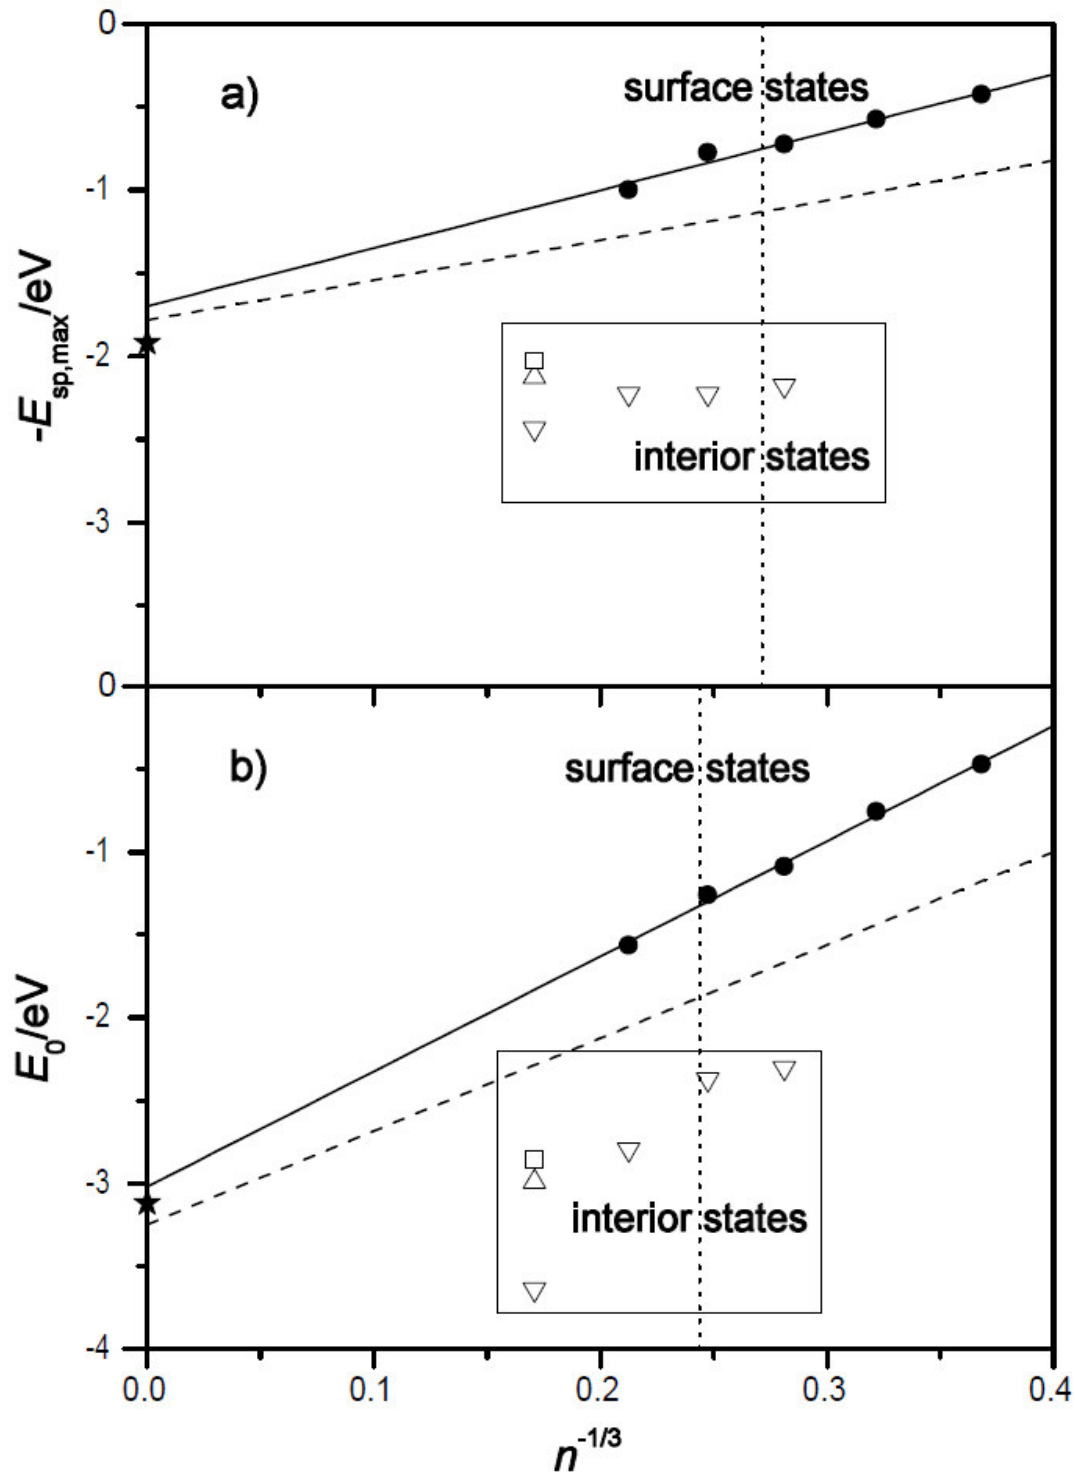 0
a)
surface states
-1
-E_sp,max/eV
-2
interior states
-3
0
b)
surface states
-1
E_0/eV
-2
-3
interior states
-4
0.0 0.1 0.2 0.3 0.4
n^-1/3